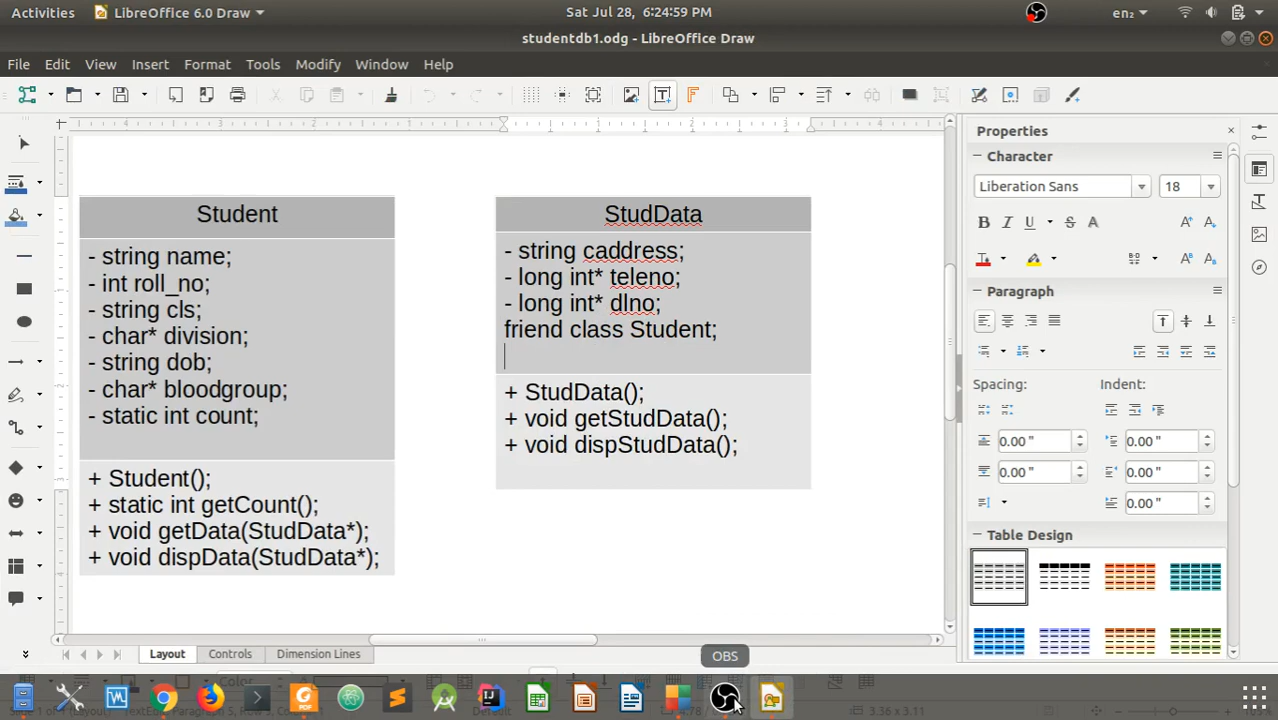 Activities LibreOffice 6.0 Draw Sat Jul 28, 6:24:59 PM en₂
studentdb1.odg - LibreOffice Draw
File Edit View Insert Format Tools Modify Window Help
Properties
Character
Liberation Sans 18
Paragraph
Spacing: Indent:
0.00 " 0.00 "
0.00 " 0.00 "
0.00 "
Table Design
Student
- string name;
- int roll_no;
- string cls;
- char* division;
- string dob;
- char* bloodgroup;
- static int count;
+ Student();
+ static int getCount();
+ void getData(StudData*);
+ void dispData(StudData*);
StudData
- string caddress;
- long int* teleno;
- long int* dlno;
friend class Student;
+ StudData();
+ void getStudData();
+ void dispStudData();
Layout Controls Dimension Lines
OBS